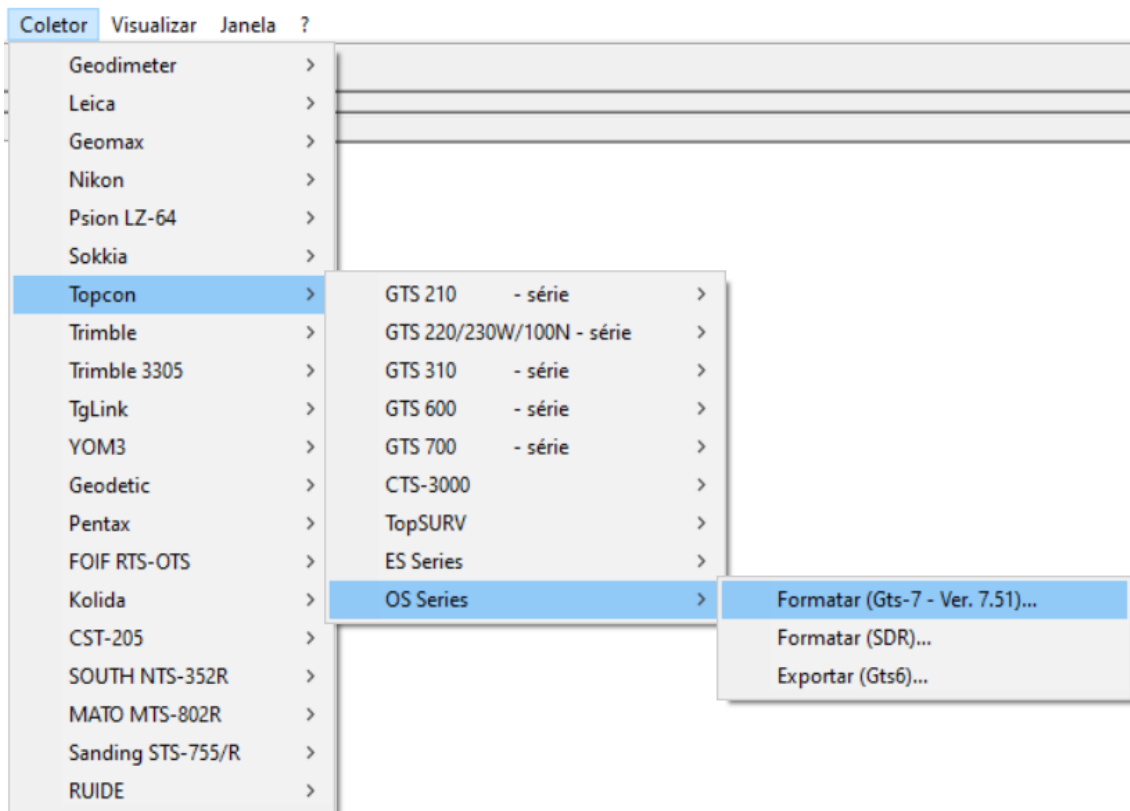 Coletor Visualizar Janela ?
Geodimeter
Leica
Geomax
Nikon
Psion LZ-64
Sokkia
Topcon
Trimble
Trimble 3305
TgLink
YOM3
Geodetic
Pentax
FOIF RTS-OTS
Kolida
CST-205
SOUTH NTS-352R
MATO MTS-802R
Sanding STS-755/R
RUIDE
GTS 210 - série
GTS 220/230W/100N - série
GTS 310 - série
GTS 600 - série
GTS 700 - série
CTS-3000
TopSURV
ES Series
OS Series
Formatar (Gts-7 - Ver. 7.51)...
Formatar (SDR)...
Exportar (Gts6)...